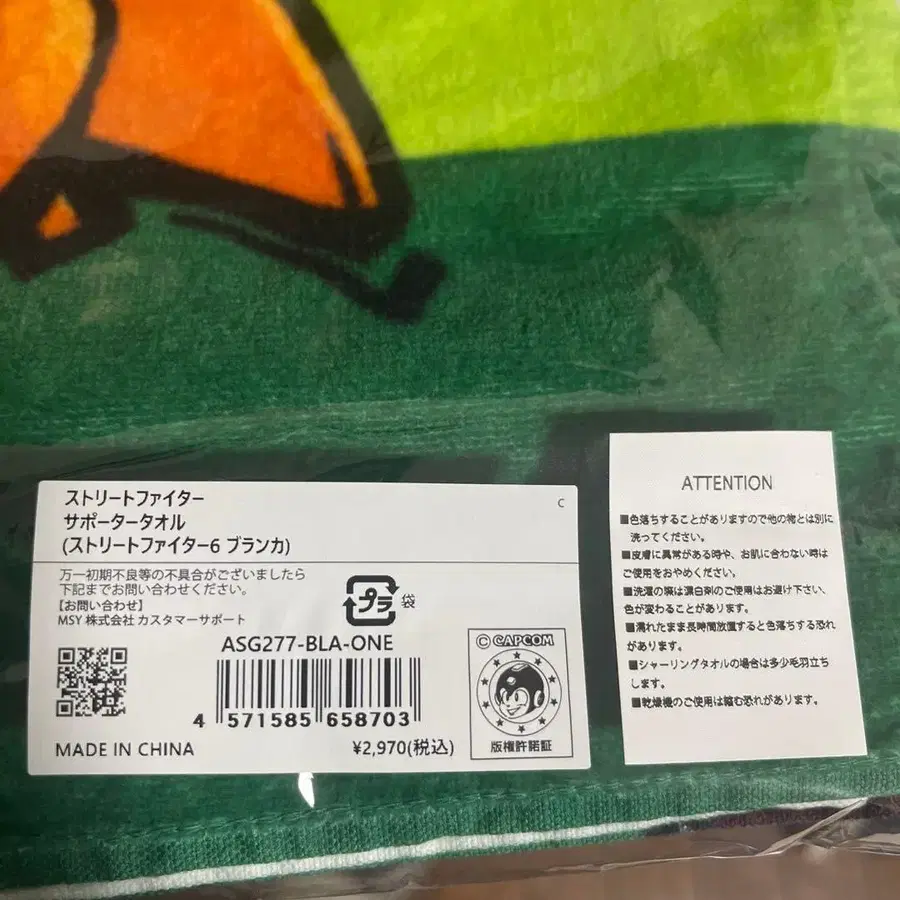 ストリートファイター
サポータータオル
(ストリートファイター6 ブランカ)
C
万一初期不良等の不具合がございましたら
下記までお問い合わせください。
【お問い合わせ】
MSY 株式会社 カスタマーサポート
プラ
袋
ASG277-BLA-ONE
4 571585 658703
MADE IN CHINA
¥2,970(税込)
© CAPCOM
版権許諾証
ATTENTION
■色落ちすることがありますので他の物とは別に
洗ってください。
■皮膚に異常がある時や、お肌に合わない時は
ご使用をおやめください。
■洗濯の際は漂白剤のご使用はお避け下さい、
色が変わることがあります。
■濡れたまま長時間放置すると色落ちする恐れ
があります。
■シャーリングタオルの場合は多少毛羽立ち
します。
■乾燥機のご使用は縮む恐れがあります。